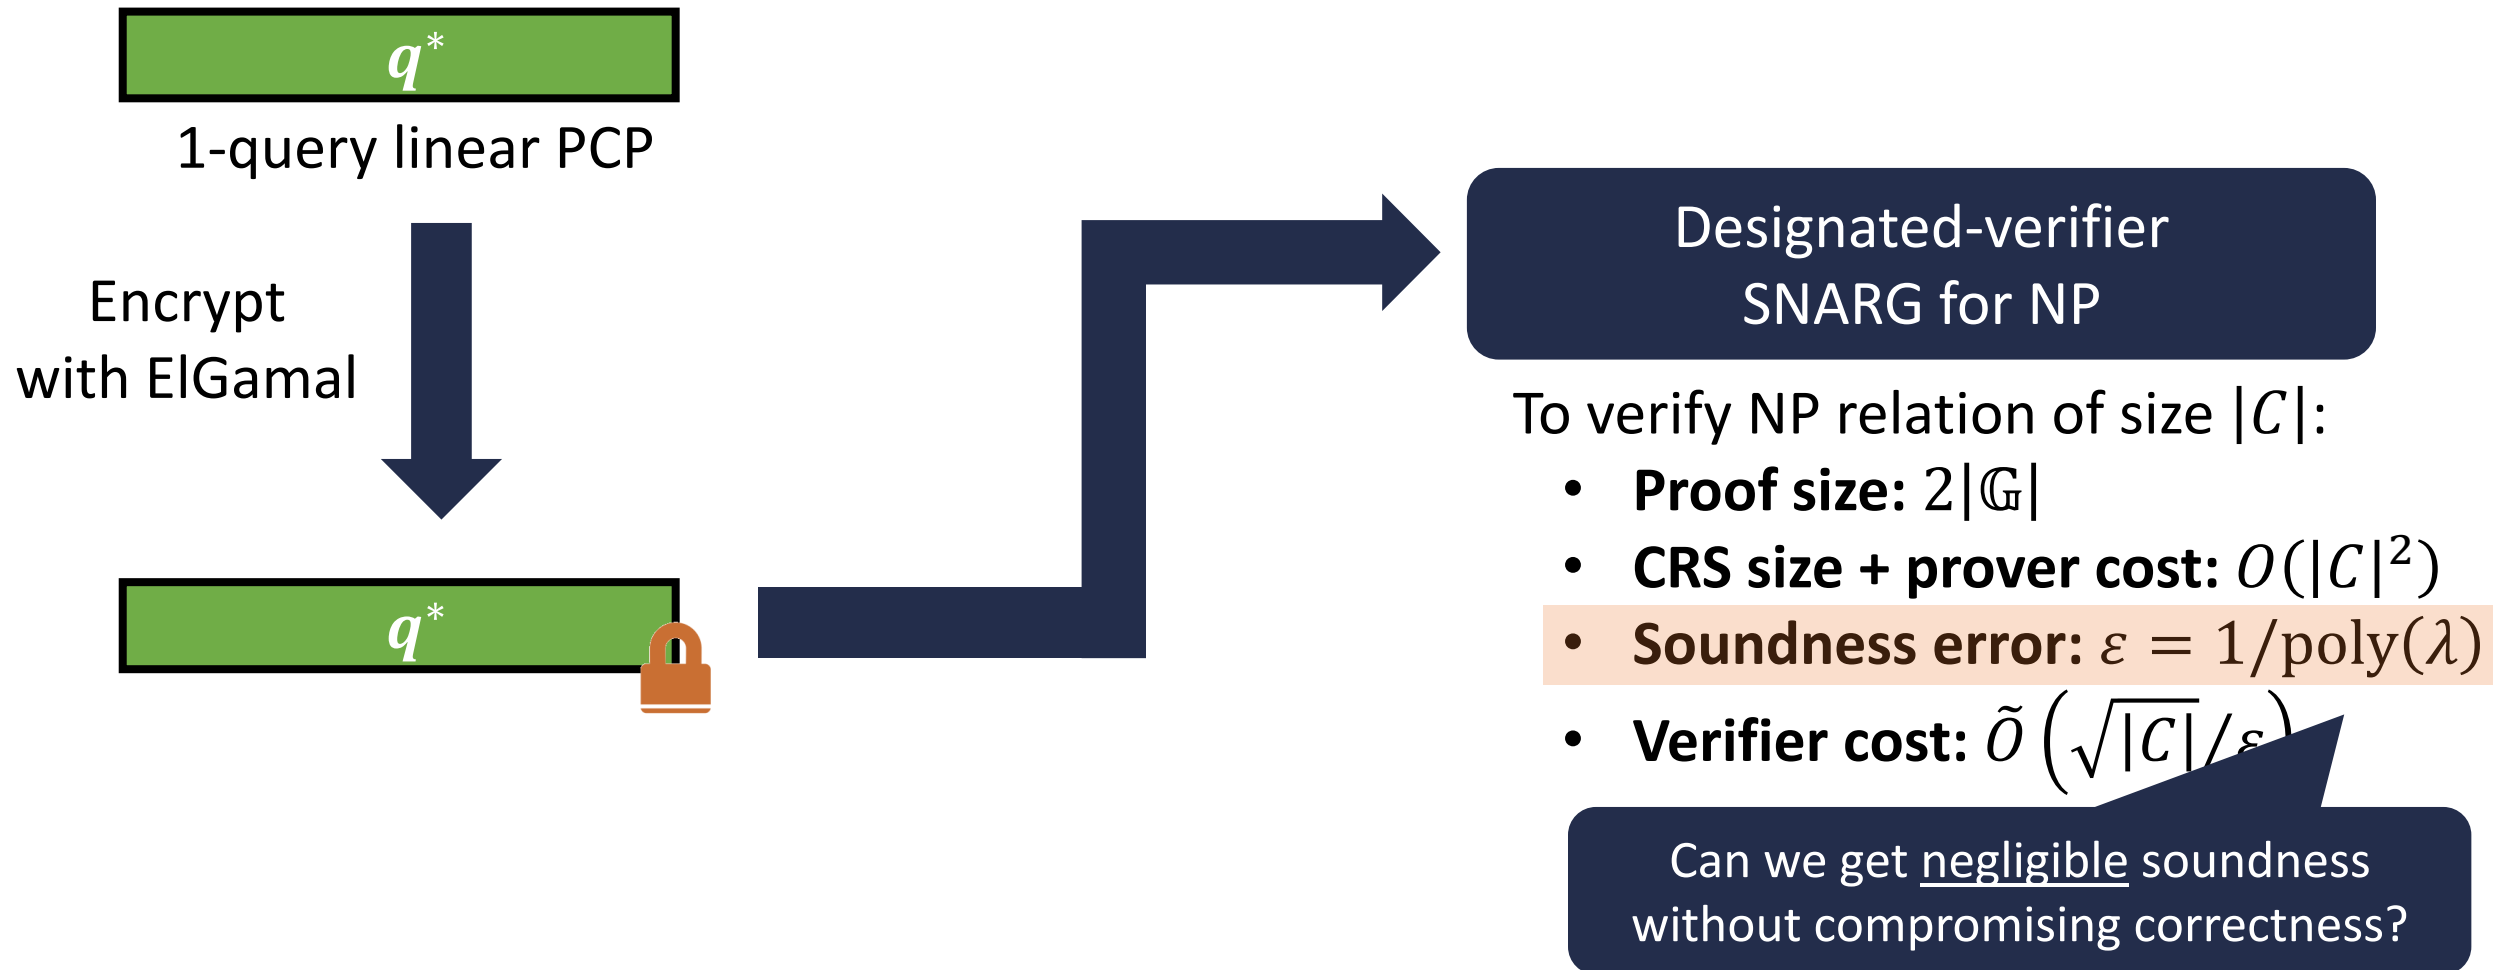 q*
1-query linear PCP
Encrypt
with ElGamal
q*
Designated-verifier
SNARG for NP
To verify NP relation of size |C|:
• Proof size: 2|𝔾|
• CRS size + prover cost: O(|C|²)
• Soundness error: ε = 1/poly(λ)
• Verifier cost: Õ(√|C|/ε)
Can we get negligible soundness
without compromising correctness?